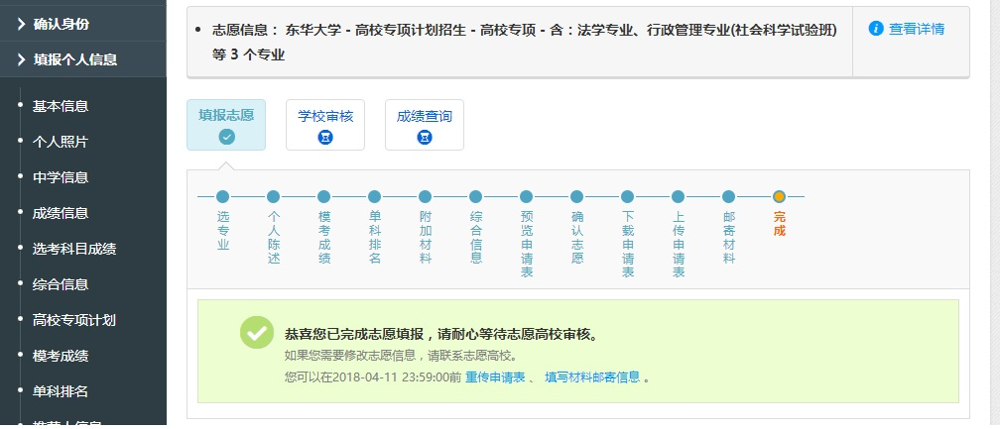 确认身份
填报个人信息
基本信息
个人照片
中学信息
成绩信息
选考科目成绩
综合信息
高校专项计划
模考成绩
单科排名
志愿信息： 东华大学 - 高校专项计划招生 - 高校专项 - 含：法学专业、行政管理专业(社会科学试验班)
等 3 个专业
查看详情
填报志愿
学校审核
成绩查询
选专业
个人陈述
模考成绩
单科排名
附加材料
综合信息
预览申请表
确认志愿
下载申请表
上传申请表
邮寄材料
完成
恭喜您已完成志愿填报，请耐心等待志愿高校审核。
如果您需要修改志愿信息，请联系志愿高校。
您可以在2018-04-11 23:59:00前 重传申请表 、 填写材料邮寄信息 。